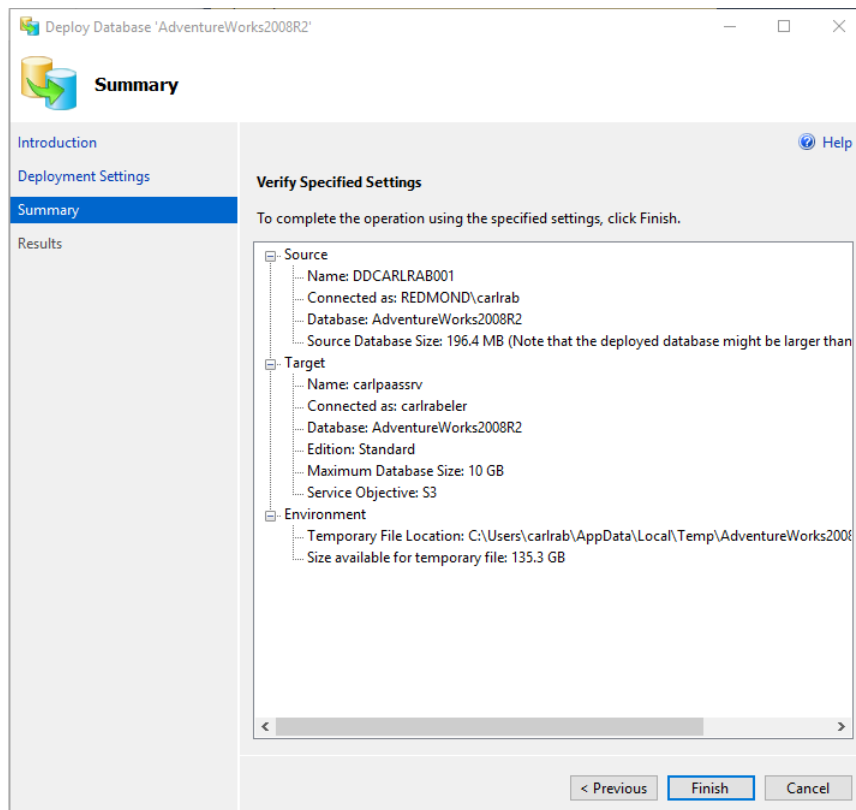 Deploy Database 'AdventureWorks2008R2'
Summary
Introduction
Help
Deployment Settings
Verify Specified Settings
Summary
To complete the operation using the specified settings, click Finish.
Results
Source
Name: DDCARLRAB001
Connected as: REDMOND\carlrab
Database: AdventureWorks2008R2
Source Database Size: 196.4 MB (Note that the deployed database might be larger than
Target
Name: carlpaassrv
Connected as: carlrabeler
Database: AdventureWorks2008R2
Edition: Standard
Maximum Database Size: 10 GB
Service Objective: S3
Environment
Temporary File Location: C:\Users\carlrab\AppData\Local\Temp\AdventureWorks2008
Size available for temporary file: 135.3 GB
< Previous
Finish
Cancel